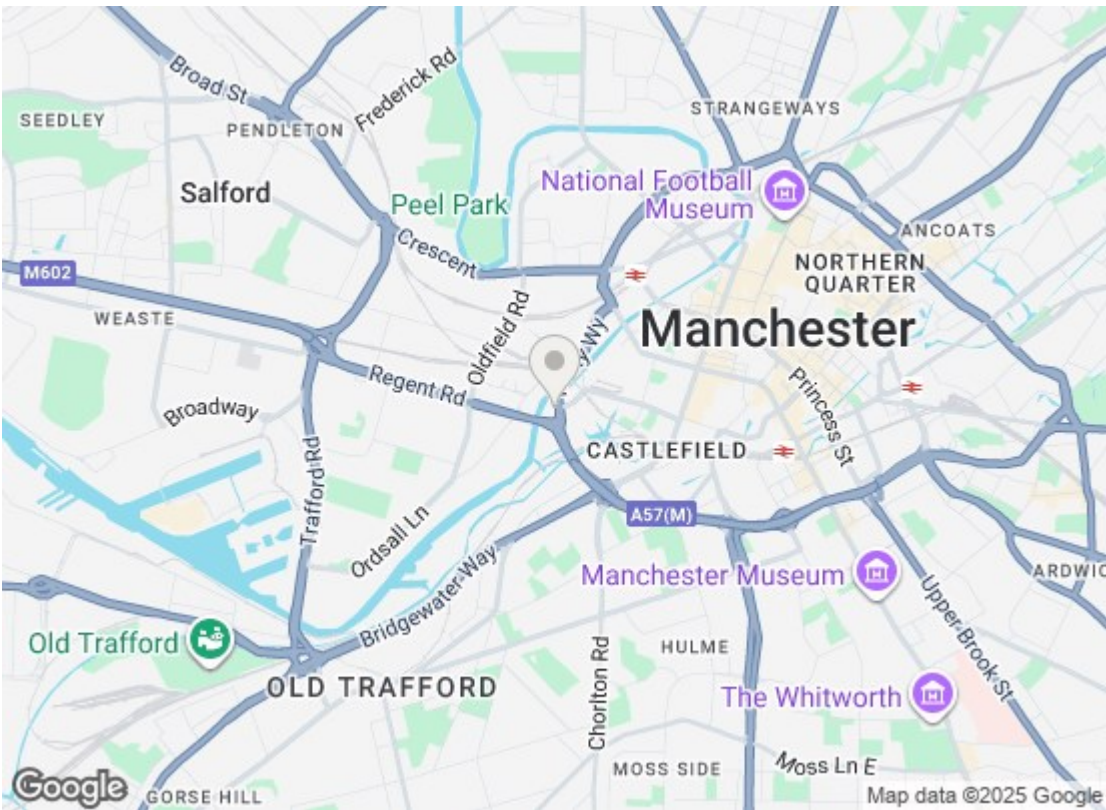 Broad St
Frederick Rd
SEEDLEY
PENDLETON
STRANGEWAYS
Salford
Peel Park
National Football
Museum
ANCOATS
Crescent
M602
NORTHERN
QUARTER
WEASTE
Oldfield Rd
Manchester
Regent Rd
Broadway
Princess St
CASTLEFIELD
Trafford Rd
A57(M)
Ordsall Ln
Manchester Museum
Bridgewater Way
Upper Brook St
Old Trafford
HULME
OLD TRAFFORD
Chorlton Rd
The Whitworth
MOSS SIDE
Moss Ln E
Google
GORSE HILL
Map data ©2025 Google